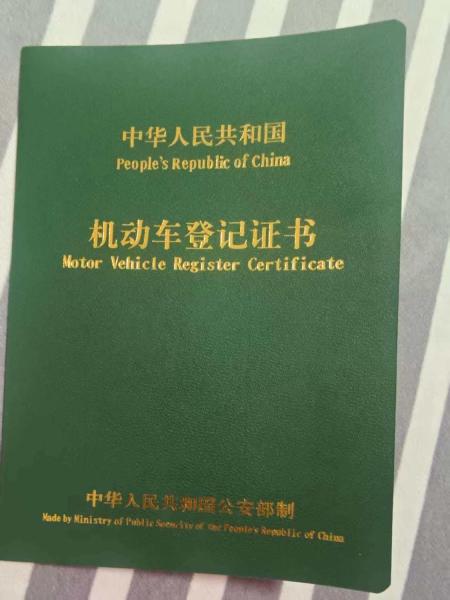 中华人民共和国
People's Republic of China
机动车登记证书
Motor Vehicle Register Certificate
中华人民共和国公安部制
Made by Ministry of Public Security of the People's Republic of China